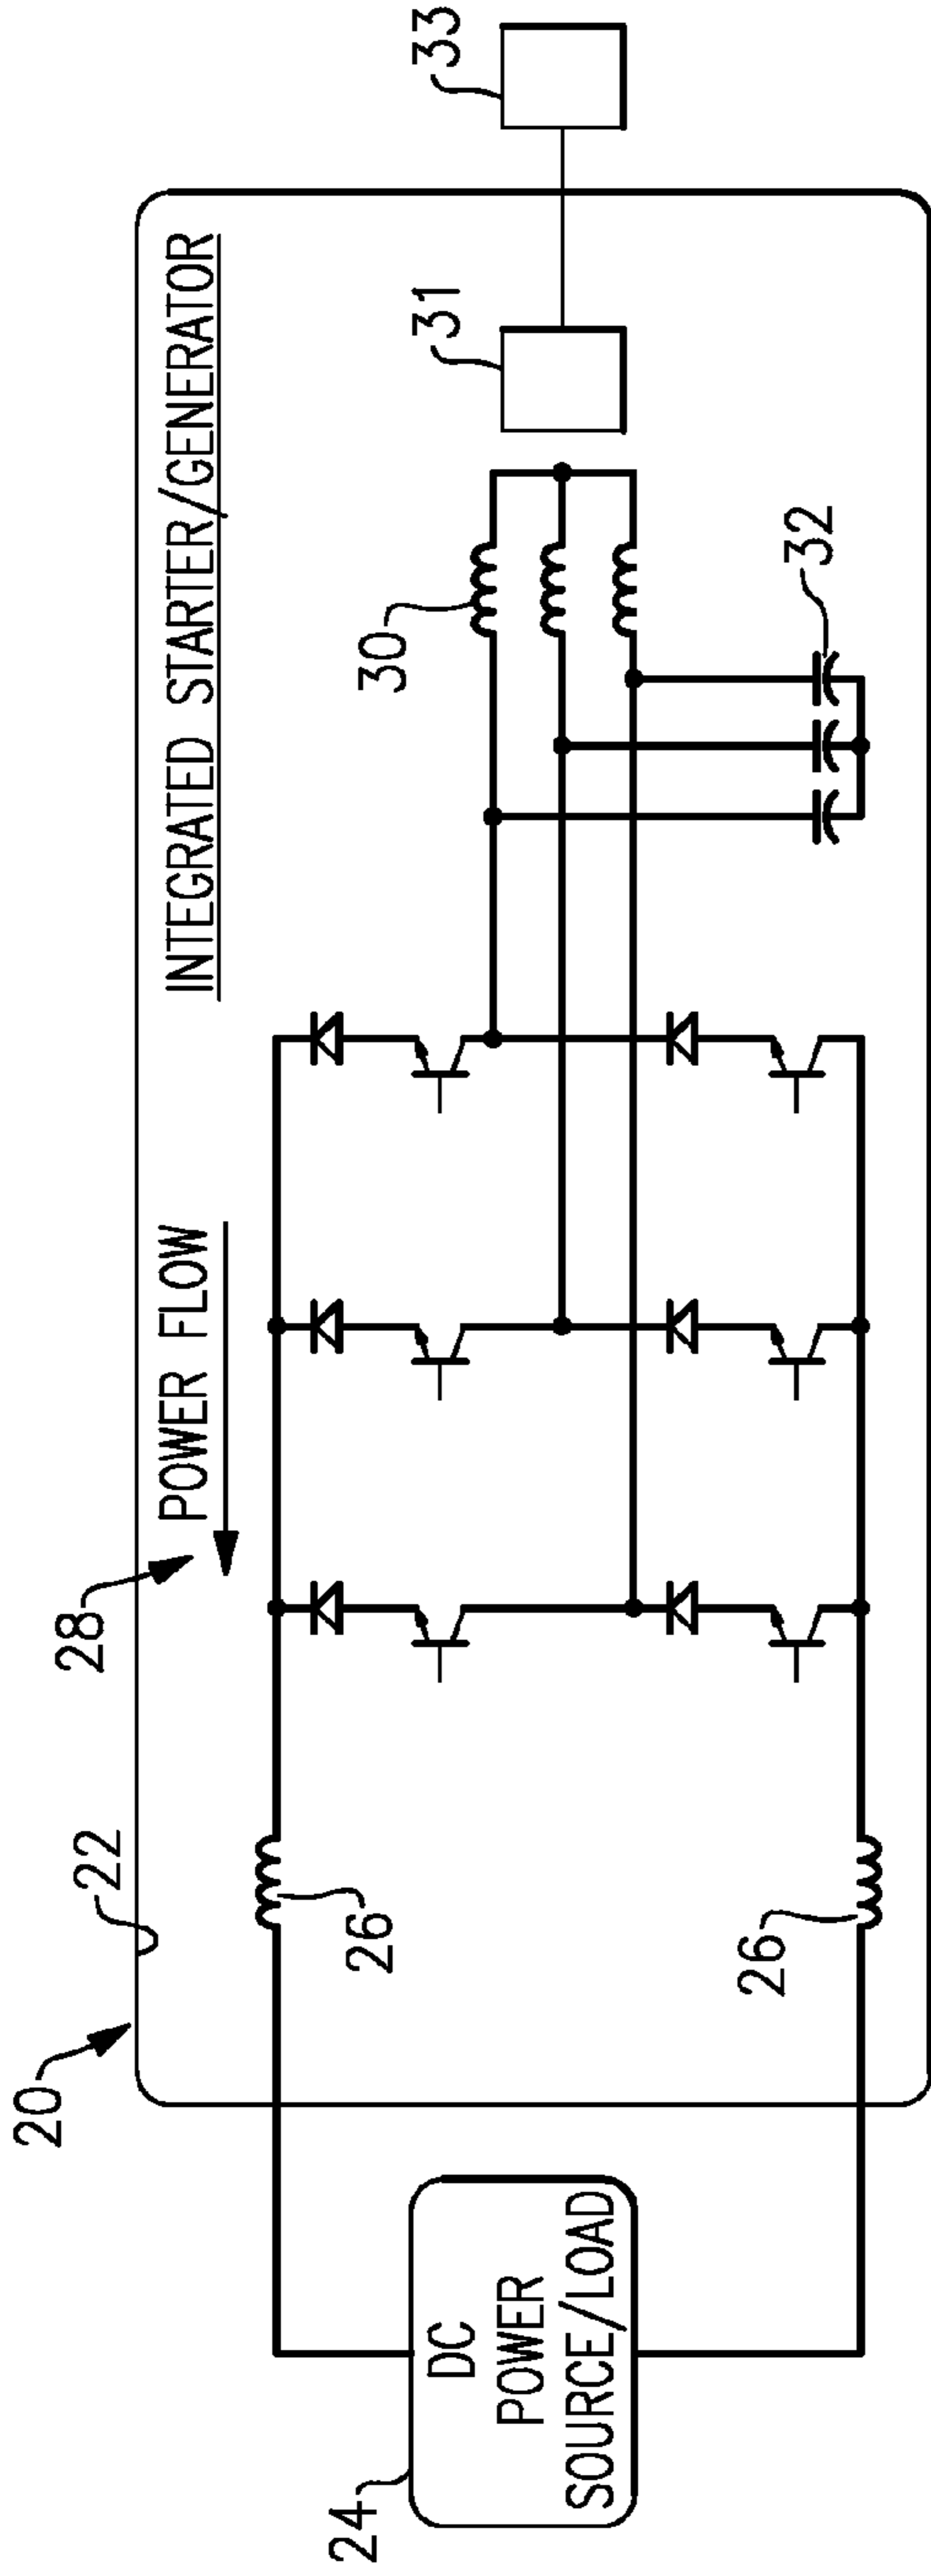 20
22
28
POWER FLOW
INTEGRATED STARTER/GENERATOR
24
DC
POWER
SOURCE/LOAD
26
26
30
31
33
32